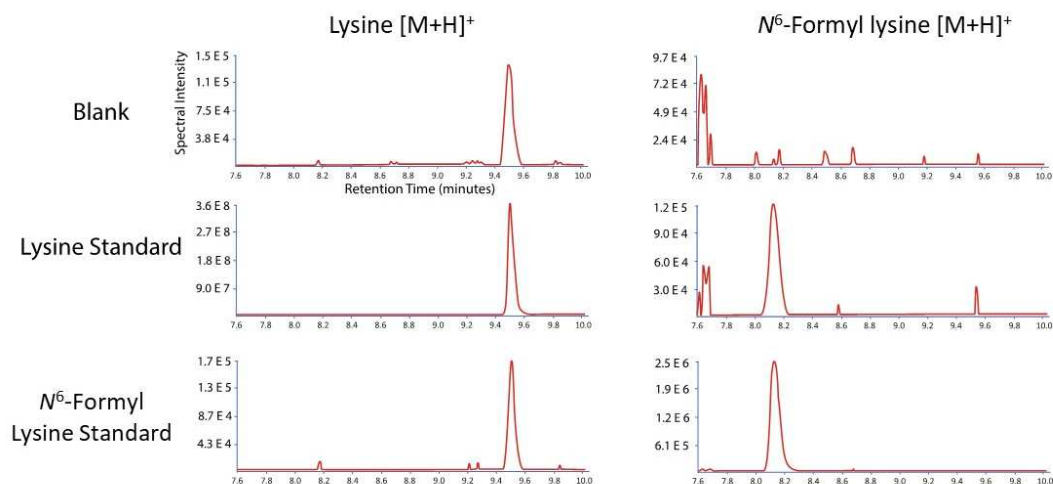 Lysine [M+H]⁺
N⁶-Formyl lysine [M+H]⁺
Blank
Spectral Intensity
1.5 E 5
1.1 E 5
7.5 E 4
3.8 E 4
7.6 7.8 8.0 8.2 8.4 8.6 8.8 9.0 9.2 9.4 9.6 9.8 10.0
Retention Time (minutes)
9.7 E 4
7.2 E 4
4.9 E 4
2.4 E 4
7.6 7.8 8.0 8.2 8.4 8.6 8.8 9.0 9.2 9.4 9.6 9.8 10.0
Lysine Standard
3.6 E 8
2.7 E 8
1.8 E 8
9.0 E 7
7.6 7.8 8.0 8.2 8.4 8.6 8.8 9.0 9.2 9.4 9.6 9.8 10.0
1.2 E 5
9.0 E 4
6.0 E 4
3.0 E 4
7.6 7.8 8.0 8.2 8.4 8.6 8.8 9.0 9.2 9.4 9.6 9.8 10.0
N⁶-Formyl
Lysine Standard
1.7 E 5
1.3 E 5
8.7 E 4
4.3 E 4
7.6 7.8 8.0 8.2 8.4 8.6 8.8 9.0 9.2 9.4 9.6 9.8 10.0
2.5 E 6
1.9 E 6
1.2 E 6
6.1 E 5
7.6 7.8 8.0 8.2 8.4 8.6 8.8 9.0 9.2 9.4 9.6 9.8 10.0